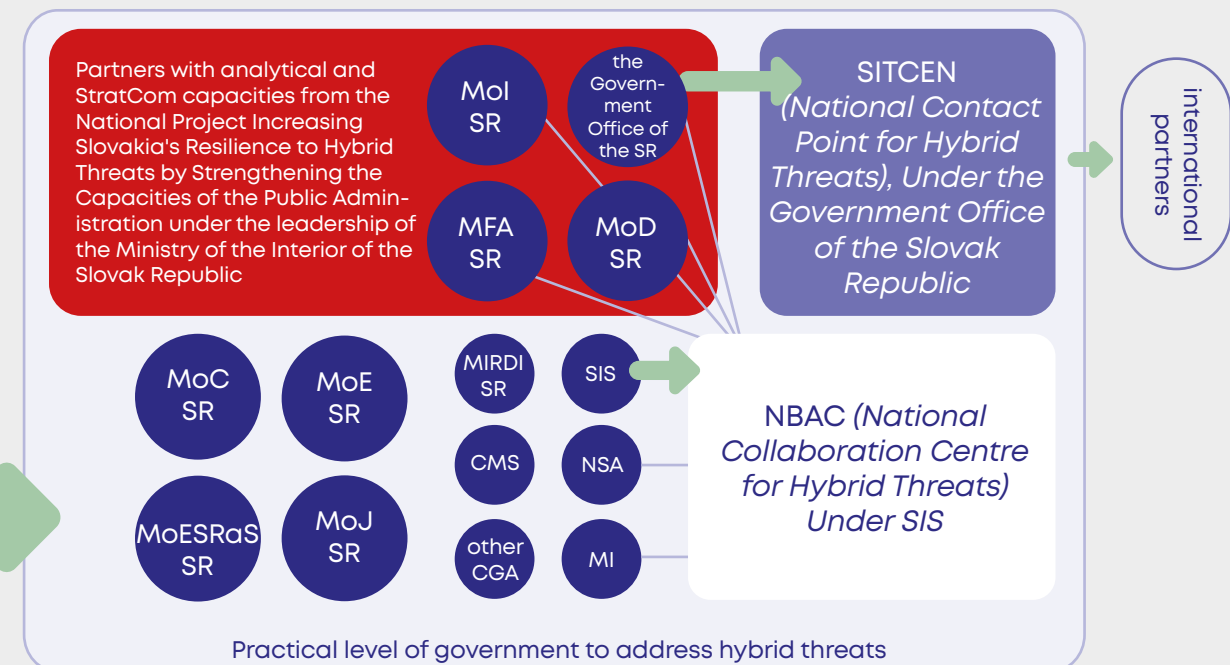 Partners with analytical and
StratCom capacities from the
National Project Increasing
Slovakia's Resilience to Hybrid
Threats by Strengthening the
Capacities of the Public Admin-
istration under the leadership of
the Ministry of the Interior of the
Slovak Republic
MoI
SR
the
Govern-
ment
Office of
the SR
MFA
SR
MoD
SR
SITCEN
(National Contact
Point for Hybrid
Threats), Under the
Government Office
of the Slovak
Republic
international
partners
MoC
SR
MoE
SR
MoESRaS
SR
MoJ
SR
MIRDI
SR
SIS
CMS
NSA
other
CGA
MI
NBAC (National
Collaboration Centre
for Hybrid Threats)
Under SIS
Practical level of government to address hybrid threats